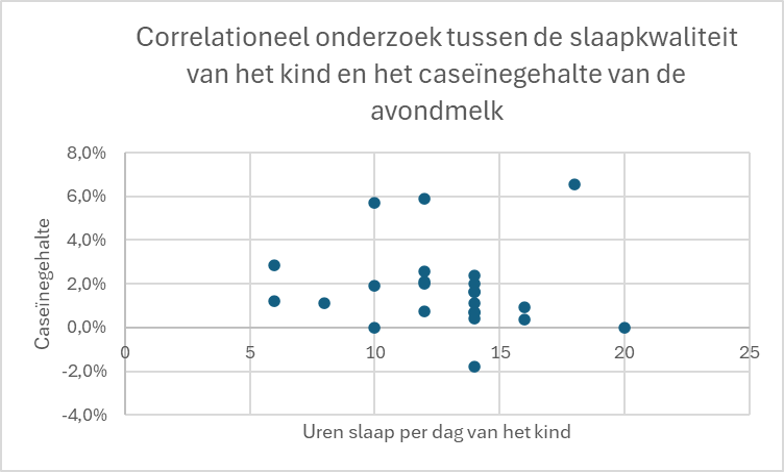 Correlationeel onderzoek tussen de slaapkwaliteit
van het kind en het caseïnegehalte van de
avondmelk
8,0%
6,0%
4,0%
2,0%
0,0%
-2,0%
-4,0%
Caseïnegehalte
0 5 10 15 20 25
Uren slaap per dag van het kind